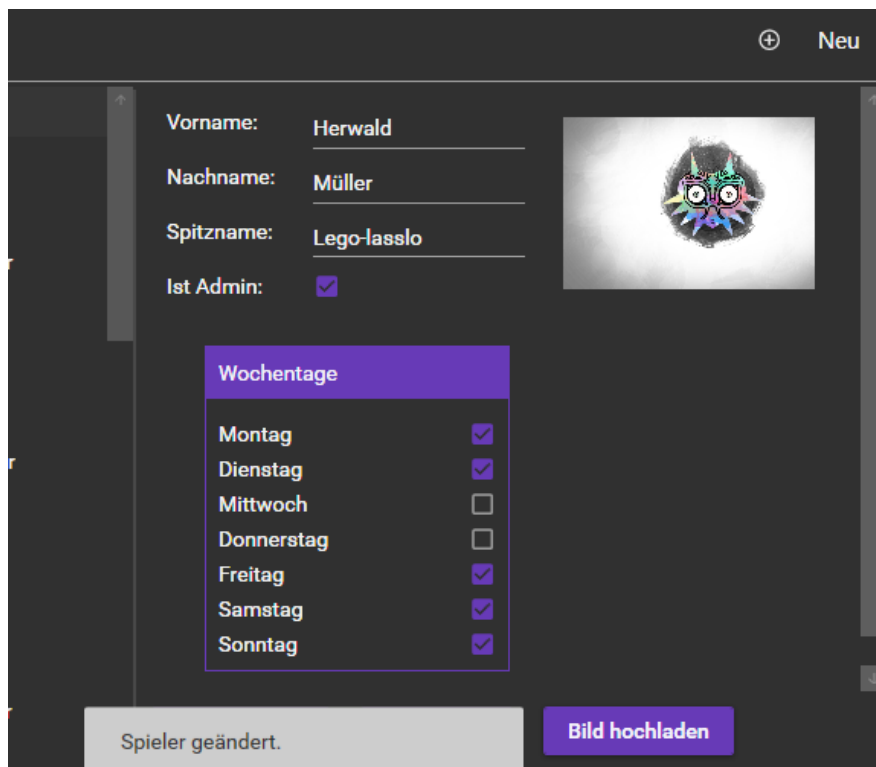 Neu
Vorname: Herwald
Nachname: Müller
Spitzname: Lego-lasslo
Ist Admin:
Wochentage
Montag
Dienstag
Mittwoch
Donnerstag
Freitag
Samstag
Sonntag
Spieler geändert.
Bild hochladen